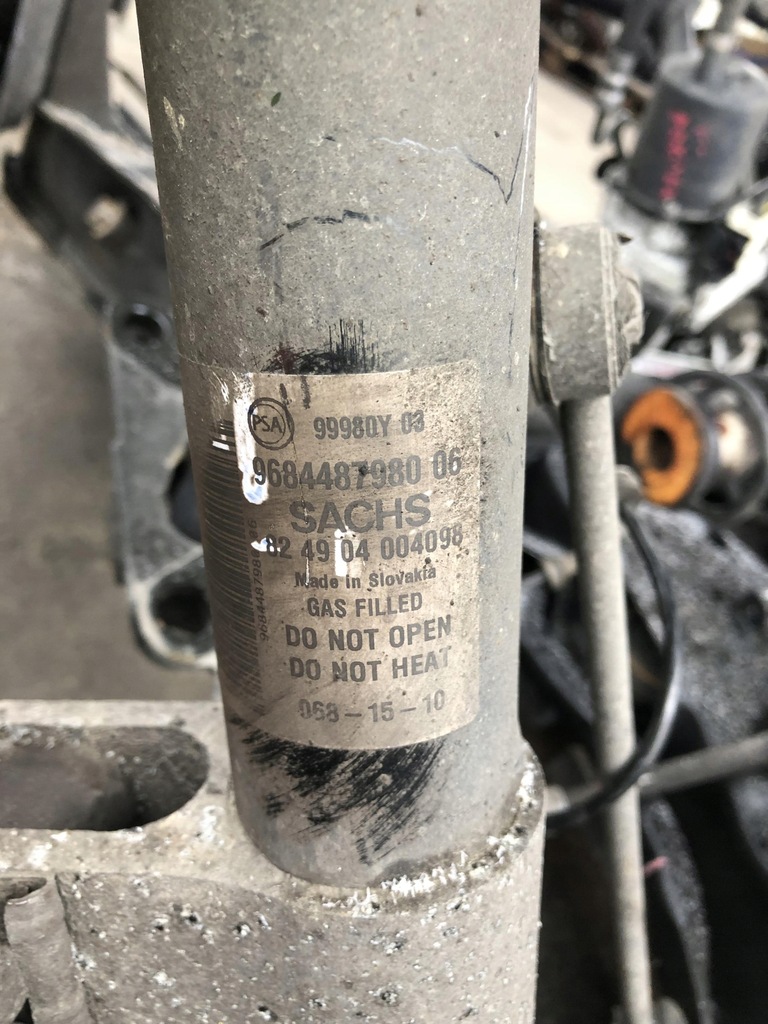 PSA 9998QY 03
9684487980 06
SACHS
82 49 04 004098
Made in Slovakia
GAS FILLED
DO NOT OPEN
DO NOT HEAT
068-15-10